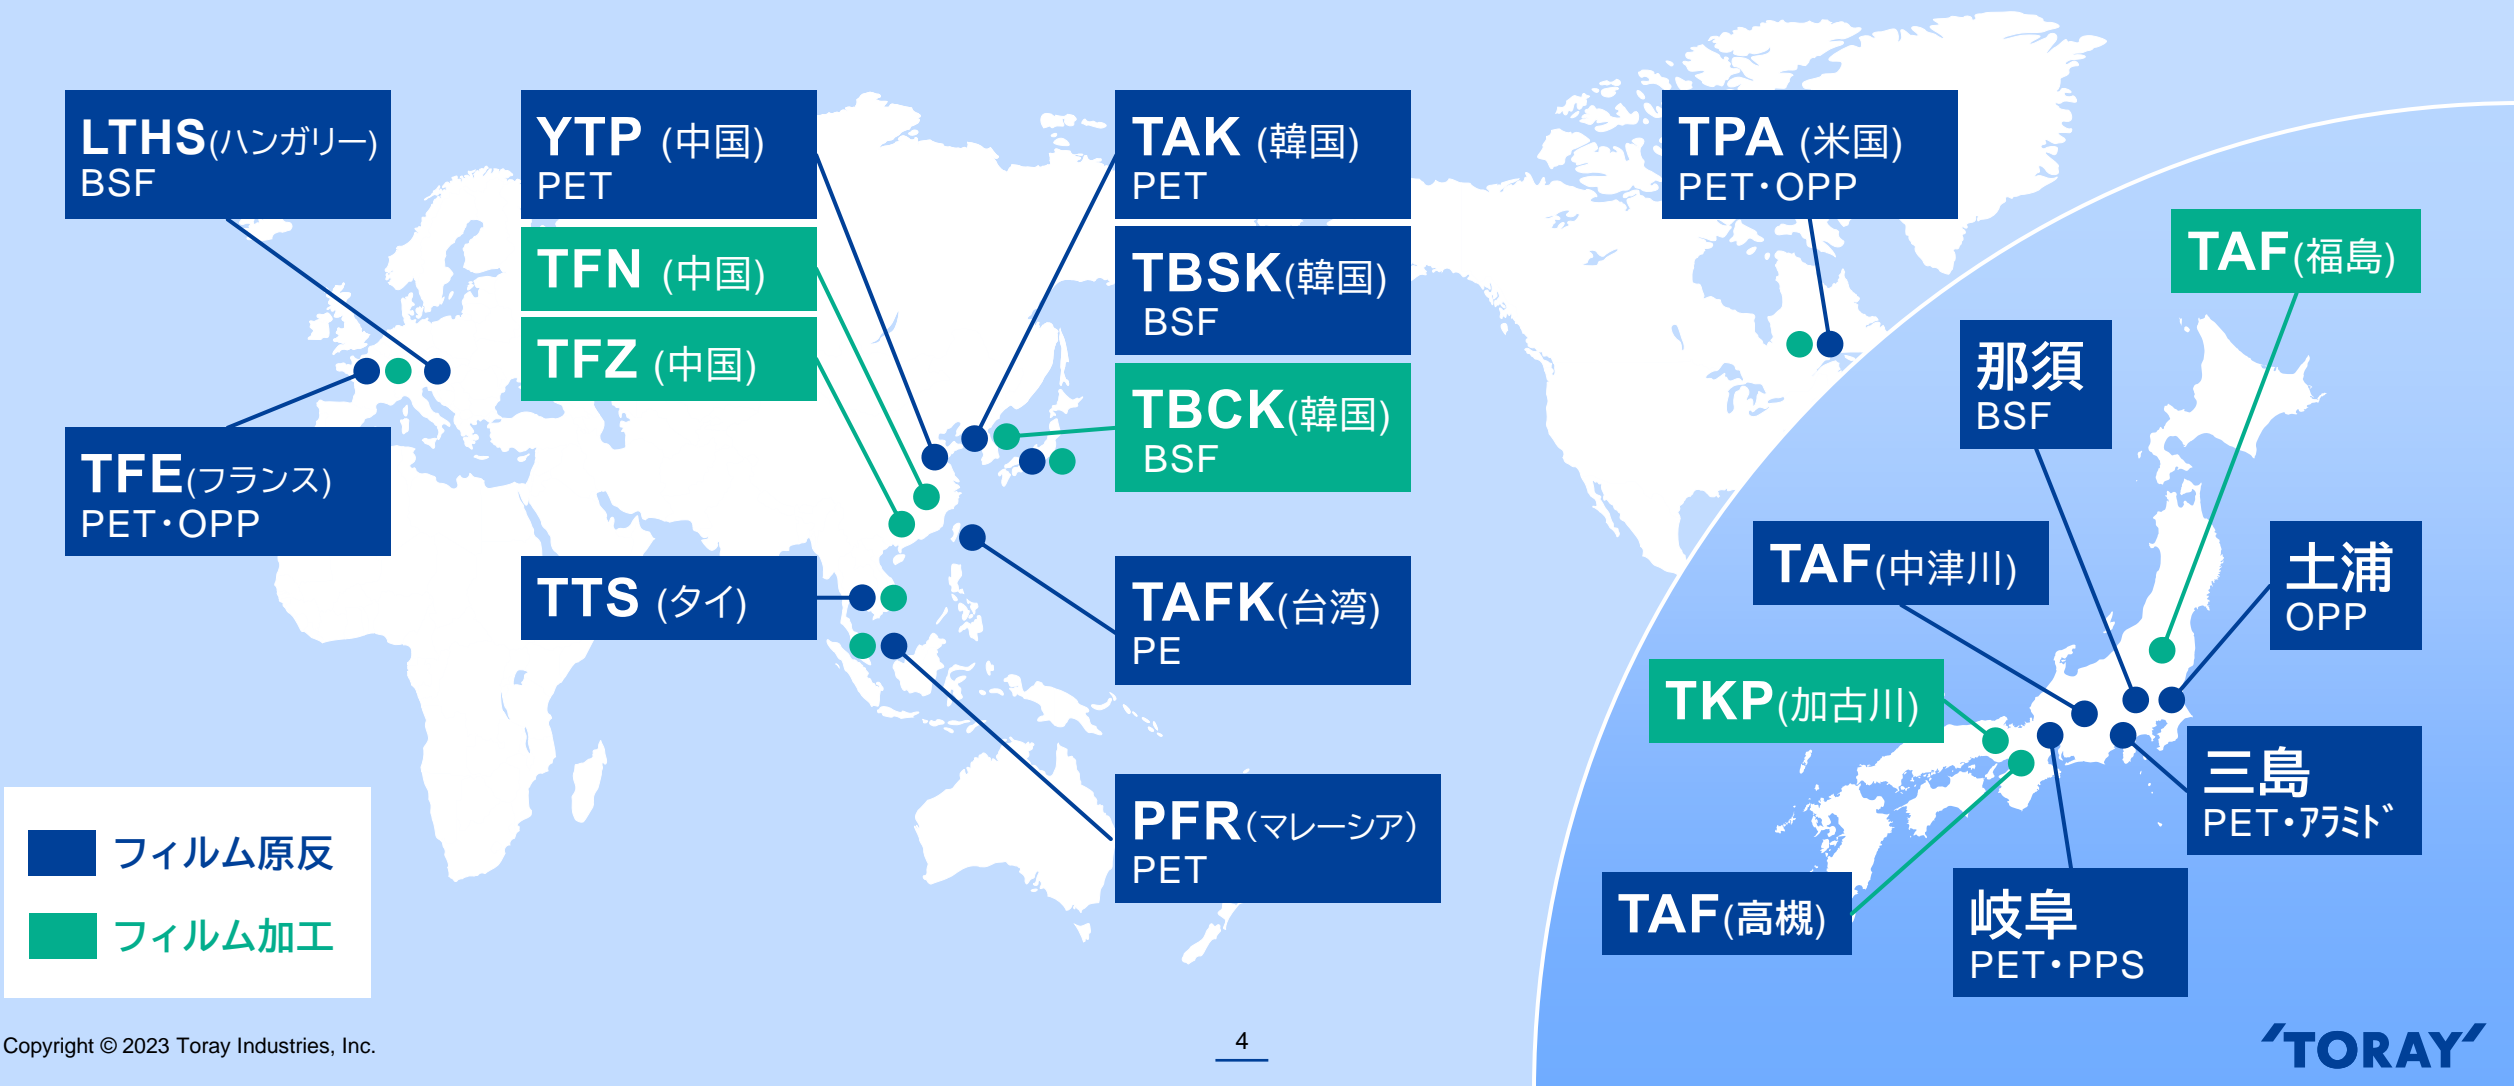 LTHS(ハンガリー)
BSF
YTP (中国)
PET
TFN (中国)
TFZ (中国)
TAK (韓国)
PET
TBSK(韓国)
BSF
TBCK(韓国)
BSF
TPA (米国)
PET・OPP
TAF(福島)
那須
BSF
TFE(フランス)
PET・OPP
TTS (タイ)
TAFK(台湾)
PE
TAF(中津川)
土浦
OPP
TKP(加古川)
三島
PET・ｱﾗﾐﾄﾞ
PFR(マレーシア)
PET
TAF(高槻)
岐阜
PET・PPS
フィルム原反
フィルム加工
Copyright © 2023 Toray Industries, Inc.
4
'TORAY'